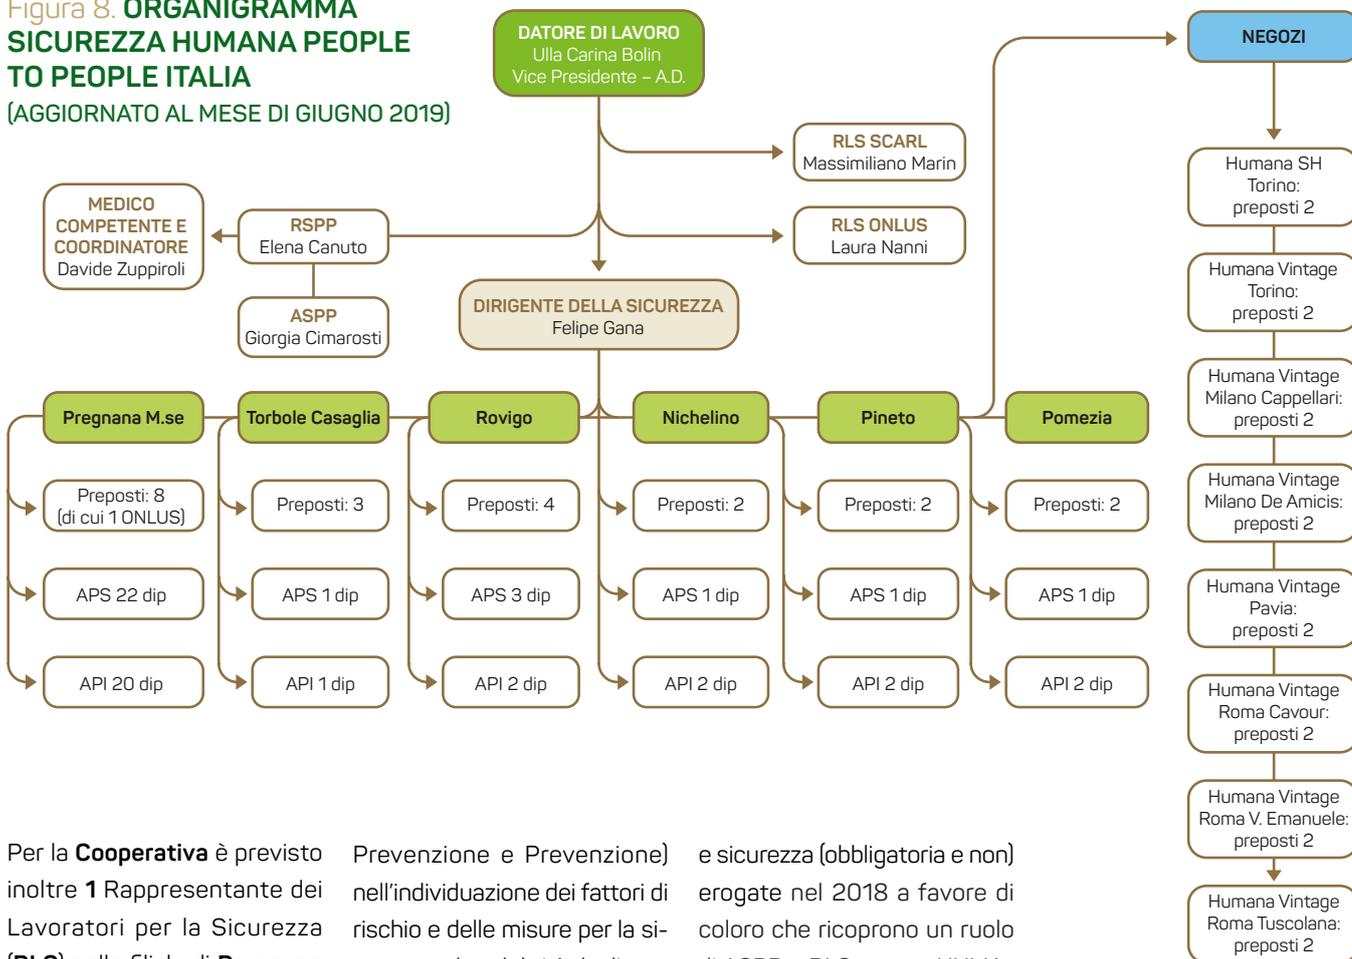 Figura 8. ORGANIGRAMMA
SICUREZZA HUMANA PEOPLE
TO PEOPLE ITALIA
(AGGIORNATO AL MESE DI GIUGNO 2019)
DATORE DI LAVORO
Ulla Carina Bolin
Vice Presidente – A.D.
RLS SCARL
Massimiliano Marin
RLS ONLUS
Laura Nanni
MEDICO
COMPETENTE E
COORDINATORE
Davide Zuppiroli
RSPP
Elena Canuto
ASPP
Giorgia Cimarosti
DIRIGENTE DELLA SICUREZZA
Felipe Gana
Pregnana M.se
Preposti: 8
(di cui 1 ONLUS)
APS 22 dip
API 20 dip
Torbole Casaglia
Preposti: 3
APS 1 dip
API 1 dip
Rovigo
Preposti: 4
APS 3 dip
API 2 dip
Nichelino
Preposti: 2
APS 1 dip
API 2 dip
Pineto
Preposti: 2
APS 1 dip
API 2 dip
Pomezia
Preposti: 2
APS 1 dip
API 2 dip
NEGOZI
Humana SH
Torino:
preposti 2
Humana Vintage
Torino:
preposti 2
Humana Vintage
Milano Cappellari:
preposti 2
Humana Vintage
Milano De Amicis:
preposti 2
Humana Vintage
Pavia:
preposti 2
Humana Vintage
Roma Cavour:
preposti 2
Humana Vintage
Roma V. Emanuele:
preposti 2
Humana Vintage
Roma Tuscolana:
preposti 2
Per la Cooperativa è previsto
inoltre 1 Rappresentante dei
Lavoratori per la Sicurezza
Prevenzione e Prevenzione)
nell'individuazione dei fattori di
rischio e delle misure per la si-
e sicurezza (obbligatoria e non)
erogate nel 2018 a favore di
coloro che ricoprono un ruolo